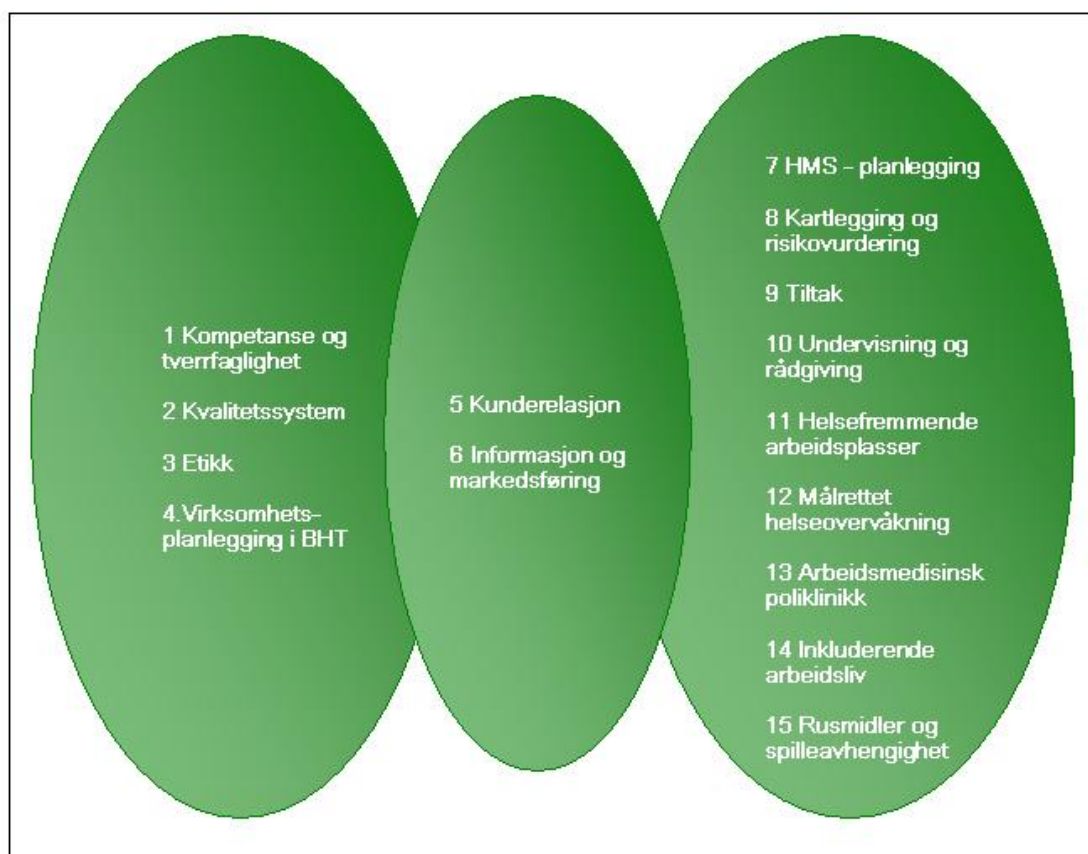 1 Kompetanse og
tverrfaglighet
2 Kvalitetssystem
3 Etikk
4.Virksomhets–
planlegging i BHT
5 Kunderelasjon
6 Informasjon og
markedsføring
7 HMS – planlegging
8 Kartlegging og
risikovurdering
9 Tiltak
10 Undervisning og
rådgiving
11 Helsefremmende
arbeidsplasser
12 Målrettet
helseovervåkning
13 Arbeidsmedisinsk
poliklinikk
14 Inkluderende
arbeidsliv
15 Rusmidler og
spilleavhengighet